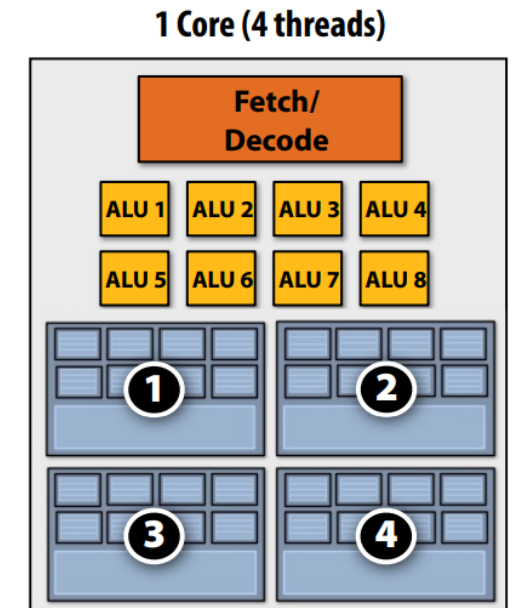 1 Core (4 threads)
Fetch/
Decode
ALU 1 ALU 2 ALU 3 ALU 4
ALU 5 ALU 6 ALU 7 ALU 8
1 2
3 4